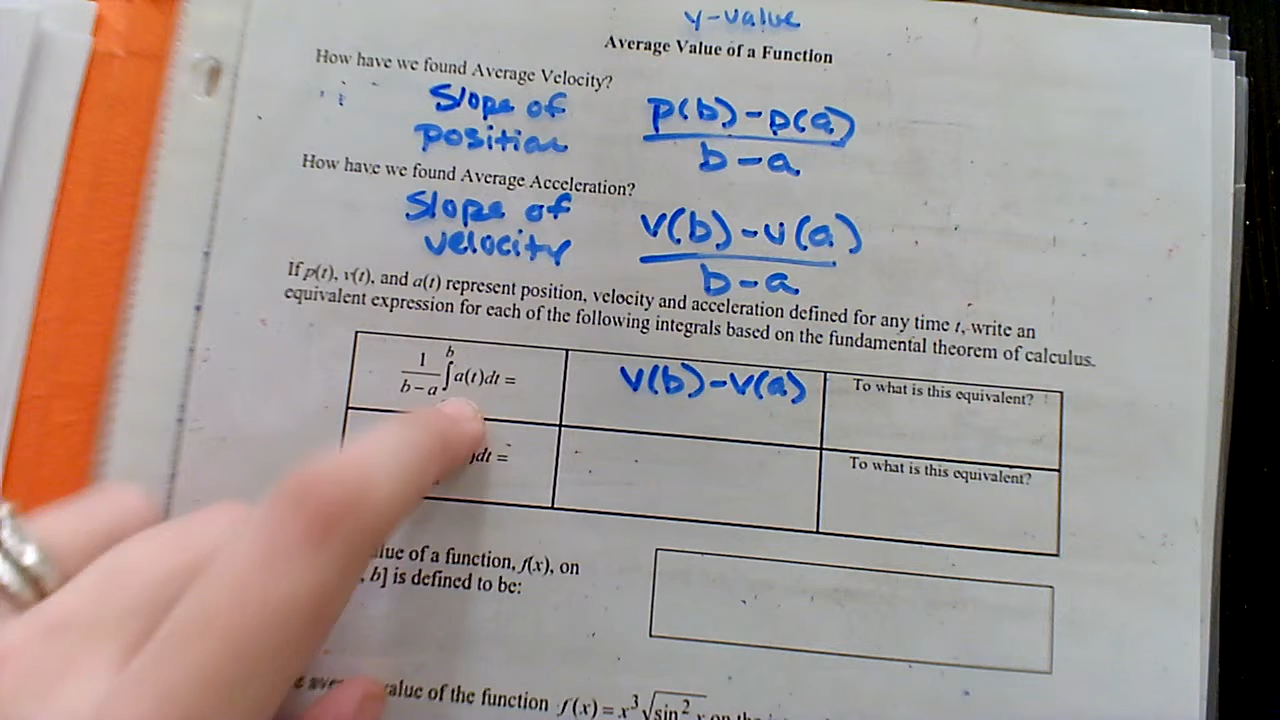 y-value
Average Value of a Function
How have we found Average Velocity?
Slope of position
p(b)-p(a)
b-a
How have we found Average Acceleration?
Slope of velocity
v(b)-v(a)
b-a
If p(t), v(t), and a(t) represent position, velocity and acceleration defined for any time t, write an
equivalent expression for each of the following integrals based on the fundamental theorem of calculus.
1/(b-a) ∫ b a(t)dt =
v(b)-v(a)
To what is this equivalent?
dt =
To what is this equivalent?
of a function, f(x), on
b] is defined to be:
value of the function f(x) = x³√sin² x on the